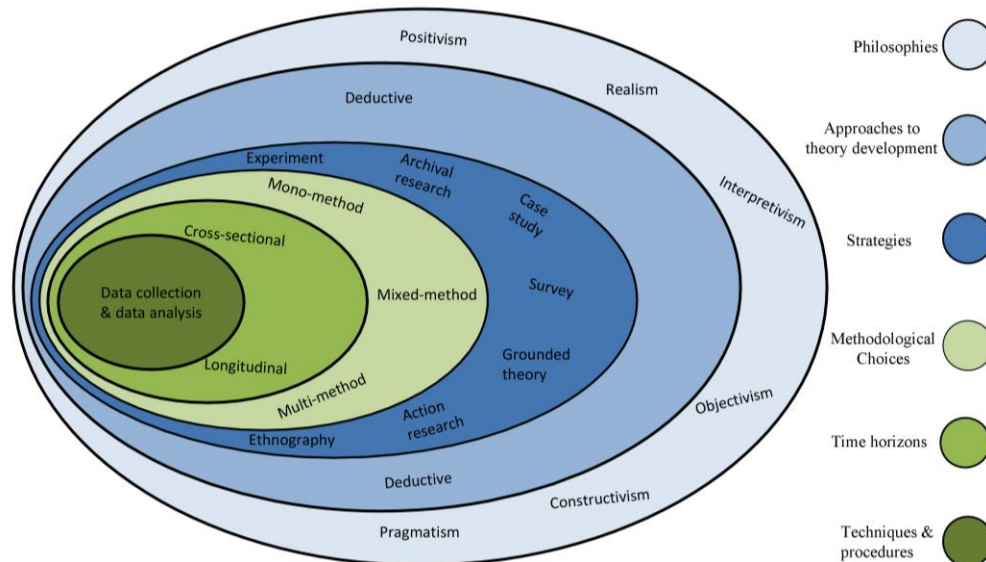 Positivism
Realism
Interpretivism
Objectivism
Constructivism
Pragmatism
Deductive
Deductive
Experiment
Archival
research
Case
study
Survey
Grounded
theory
Action
research
Ethnography
Mono-method
Mixed-method
Multi-method
Cross-sectional
Longitudinal
Data collection
& data analysis
Philosophies
Approaches to
theory development
Strategies
Methodological
Choices
Time horizons
Techniques &
procedures